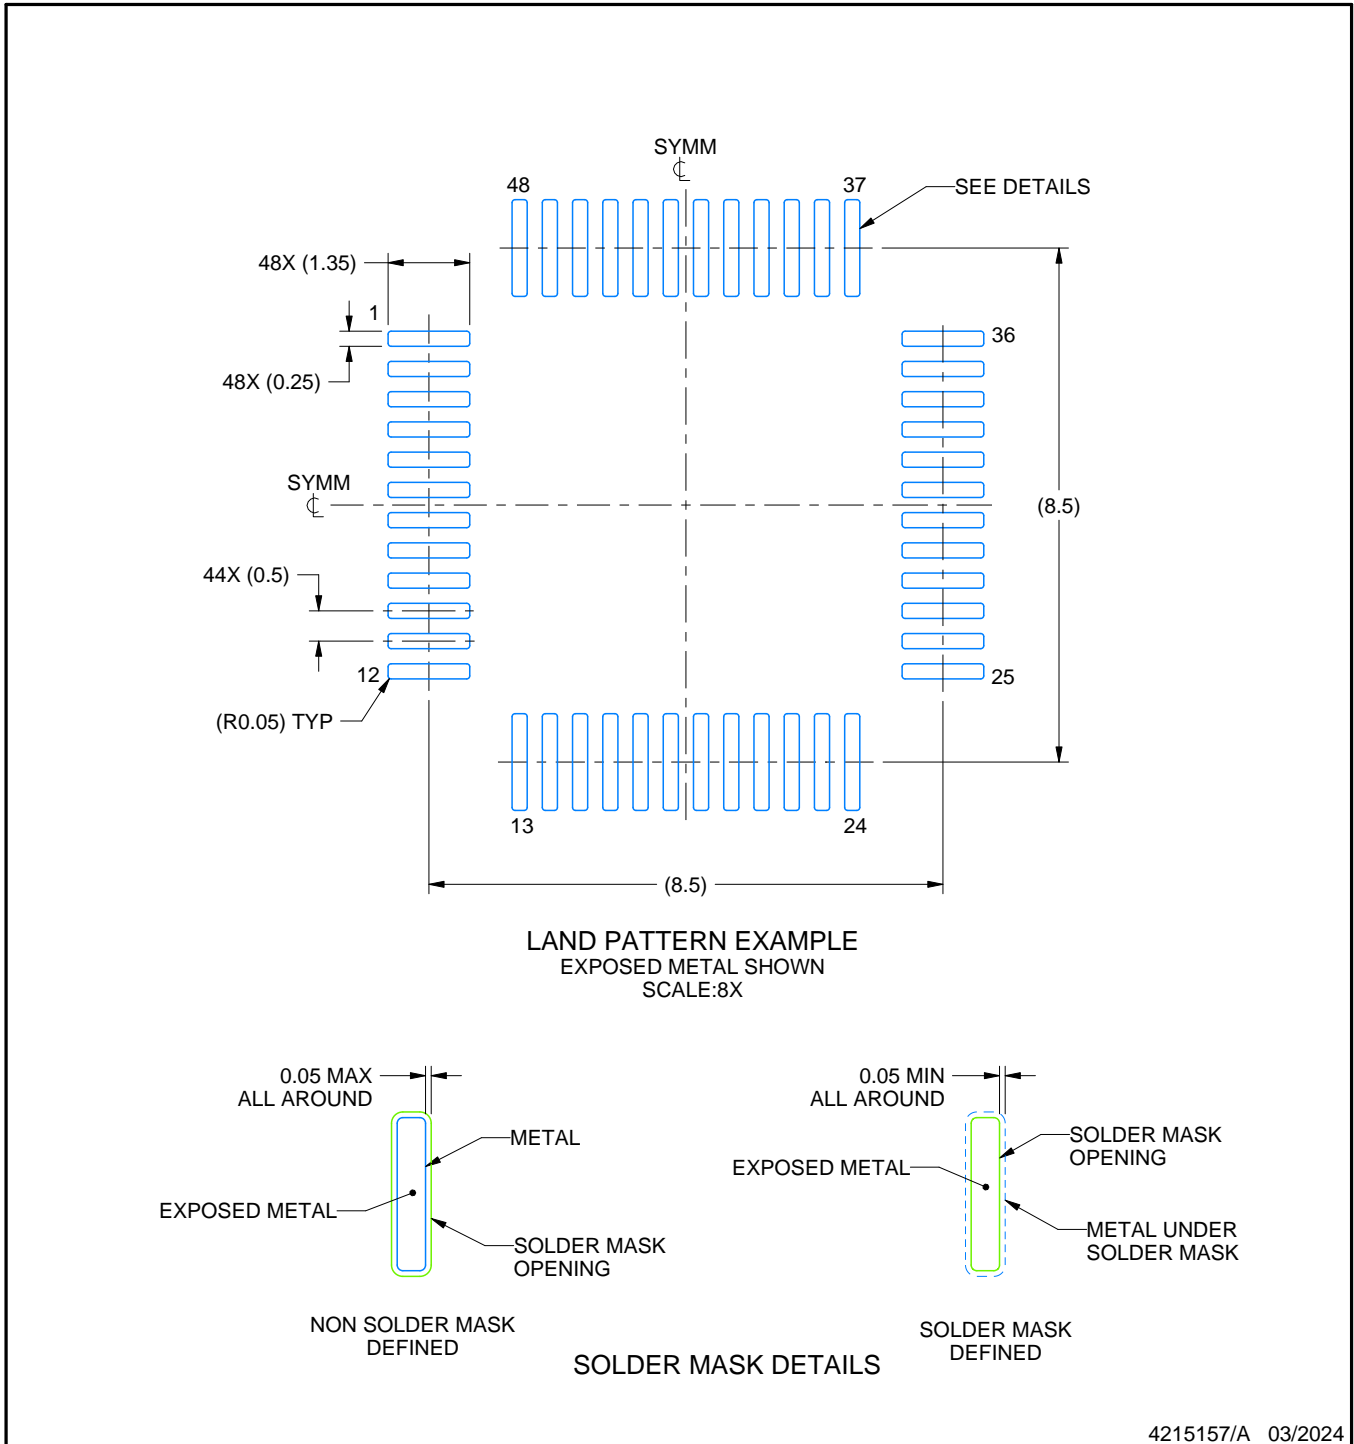 SYMM
℄
48
37
SEE DETAILS
48X (1.35)
1
36
48X (0.25)
SYMM
℄
(8.5)
44X (0.5)
12
25
(R0.05) TYP
13
24
(8.5)
LAND PATTERN EXAMPLE
EXPOSED METAL SHOWN
SCALE:8X
0.05 MAX
ALL AROUND
METAL
EXPOSED METAL
SOLDER MASK
OPENING
NON SOLDER MASK
DEFINED
0.05 MIN
ALL AROUND
SOLDER MASK
OPENING
EXPOSED METAL
METAL UNDER
SOLDER MASK
SOLDER MASK
DEFINED
SOLDER MASK DETAILS
4215157/A 03/2024